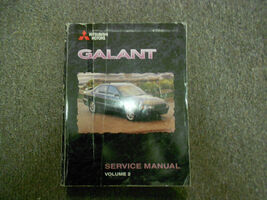 MITSUBISHI
MOTORS
GALANT
SERVICE MANUAL
VOLUME 2